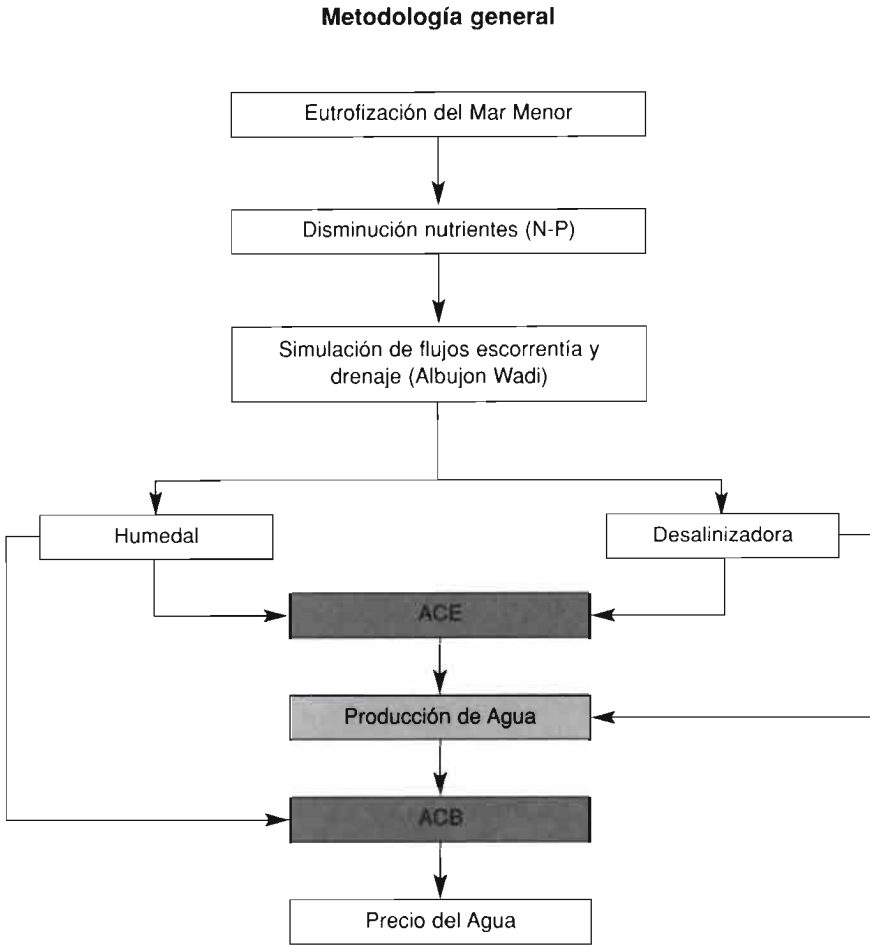 Metodología general
Eutrofización del Mar Menor
Disminución nutrientes (N-P)
Simulación de flujos escorrentía y
drenaje (Albujon Wadi)
Humedal
Desalinizadora
ACE
Producción de Agua
ACB
Precio del Agua